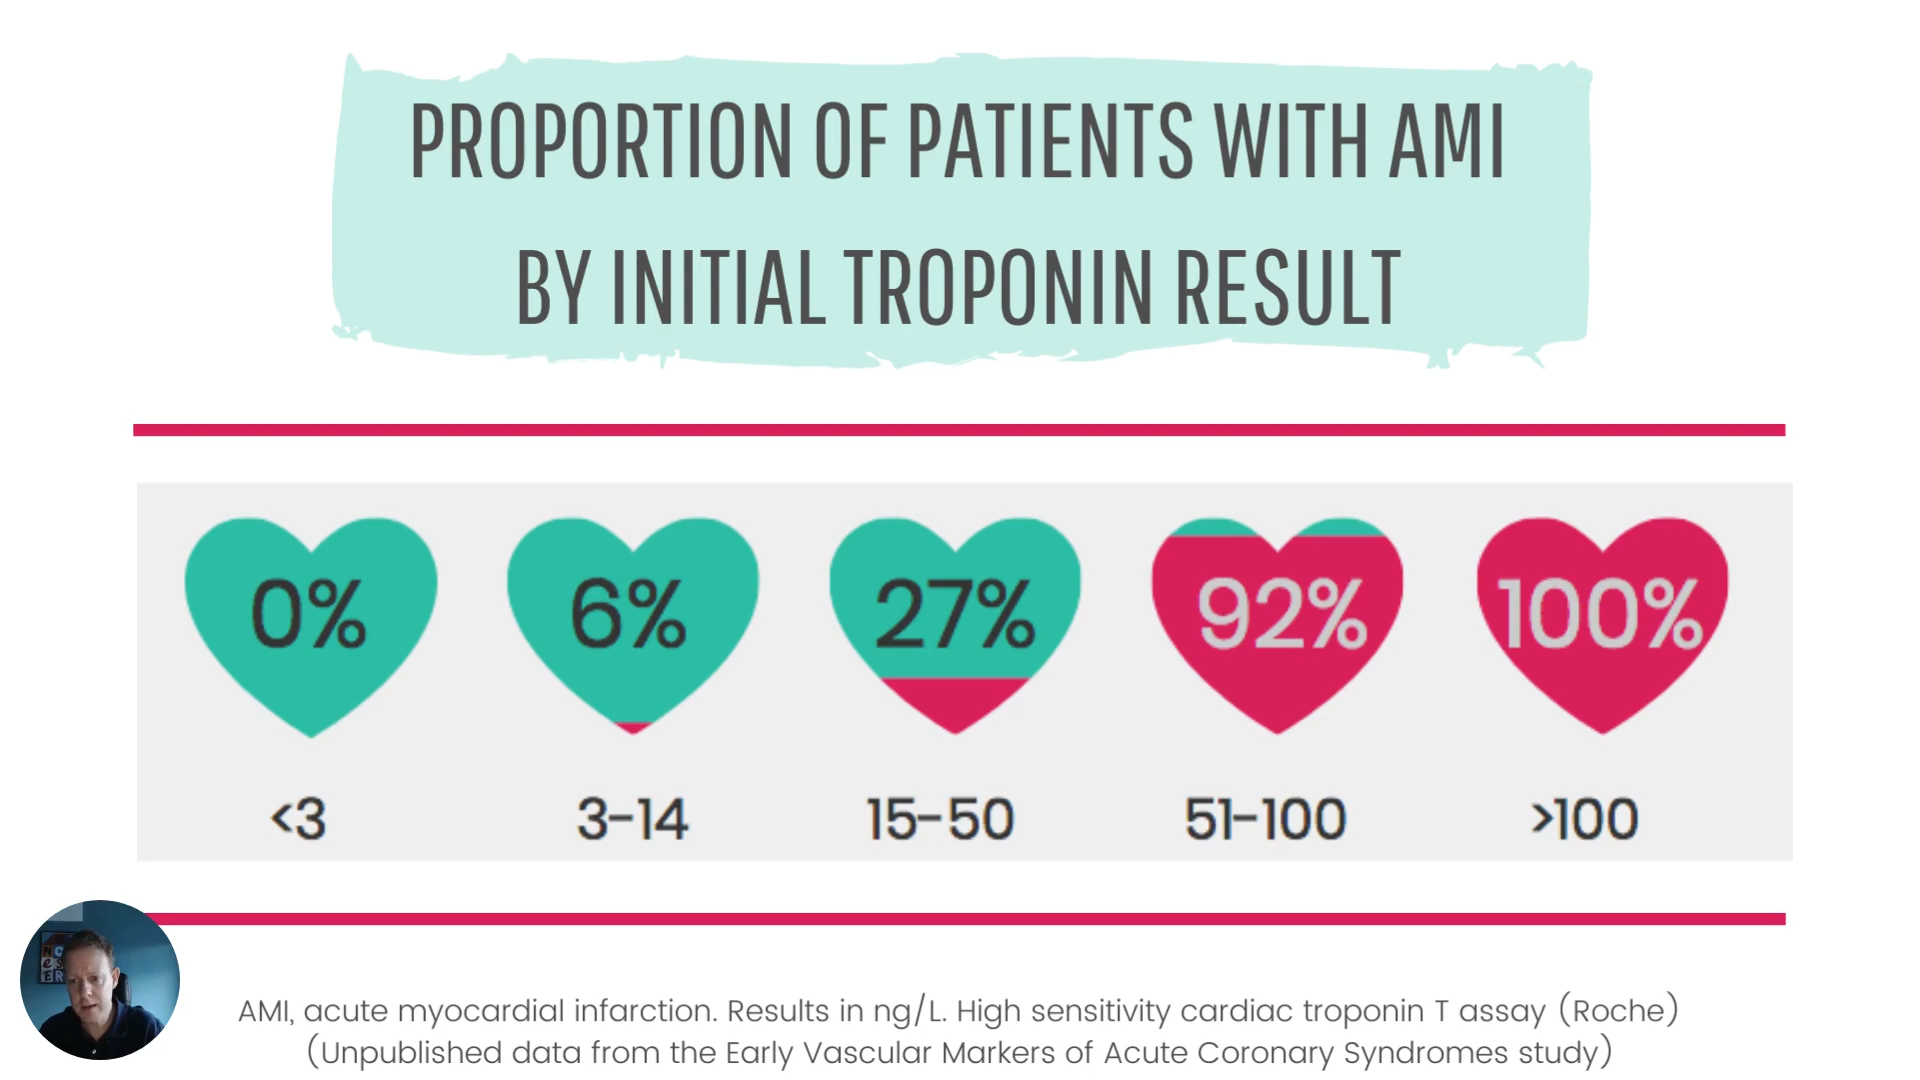 PROPORTION OF PATIENTS WITH AMI
BY INITIAL TROPONIN RESULT
0% 6% 27% 92% 100%
<3 3-14 15-50 51-100 >100
AMI, acute myocardial infarction. Results in ng/L. High sensitivity cardiac troponin T assay (Roche)
(Unpublished data from the Early Vascular Markers of Acute Coronary Syndromes study)